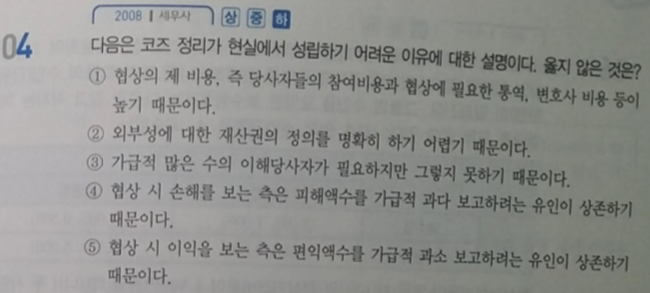 2008 | 세무사 상 중 하
04 다음은 코즈 정리가 현실에서 성립하기 어려운 이유에 대한 설명이다. 옳지 않은 것은?
① 협상의 제 비용, 즉 당사자들의 참여비용과 협상에 필요한 통역, 변호사 비용 등이
높기 때문이다.
② 외부성에 대한 재산권의 정의를 명확히 하기 어렵기 때문이다.
③ 가급적 많은 수의 이해당사자가 필요하지만 그렇지 못하기 때문이다.
④ 협상 시 손해를 보는 측은 피해액수를 가급적 과다 보고하려는 유인이 상존하기
때문이다.
⑤ 협상 시 이익을 보는 측은 편익액수를 가급적 과소 보고하려는 유인이 상존하기
때문이다.